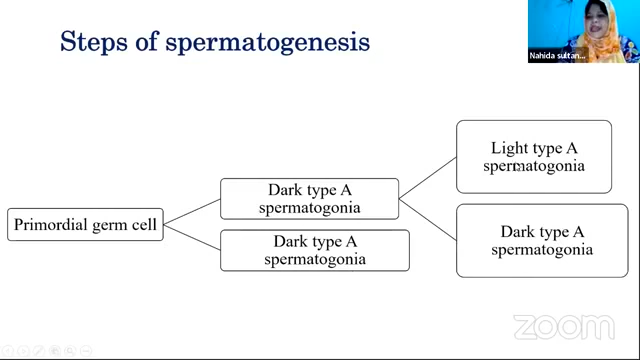 Steps of spermatogenesis
Nahida sultan...
Light type A
spermatogonia
Dark type A
spermatogonia
Primordial germ cell
Dark type A
spermatogonia
Dark type A
spermatogonia
zoom